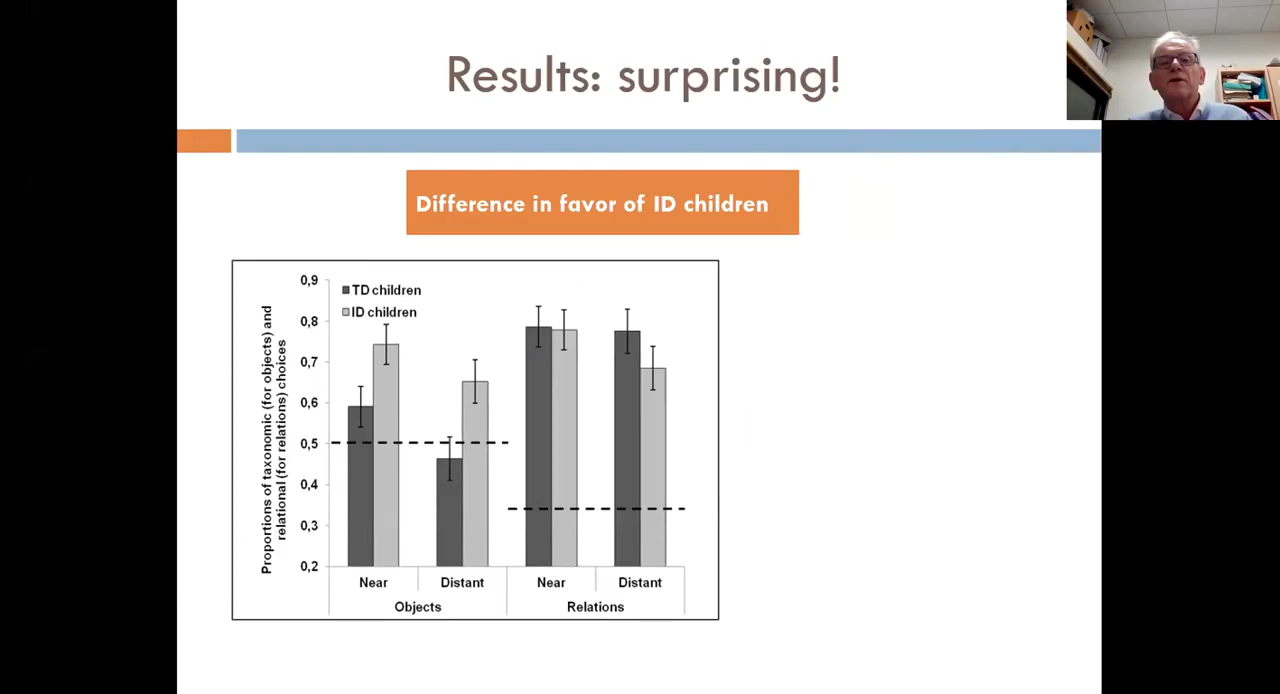 Results: surprising!
Difference in favor of ID children
Proportions of taxonomic (for objects) and
relational (for relations) choices
0,9
0,8
0,7
0,6
0,5
0,4
0,3
0,2
TD children
ID children
Near
Distant
Near
Distant
Objects
Relations